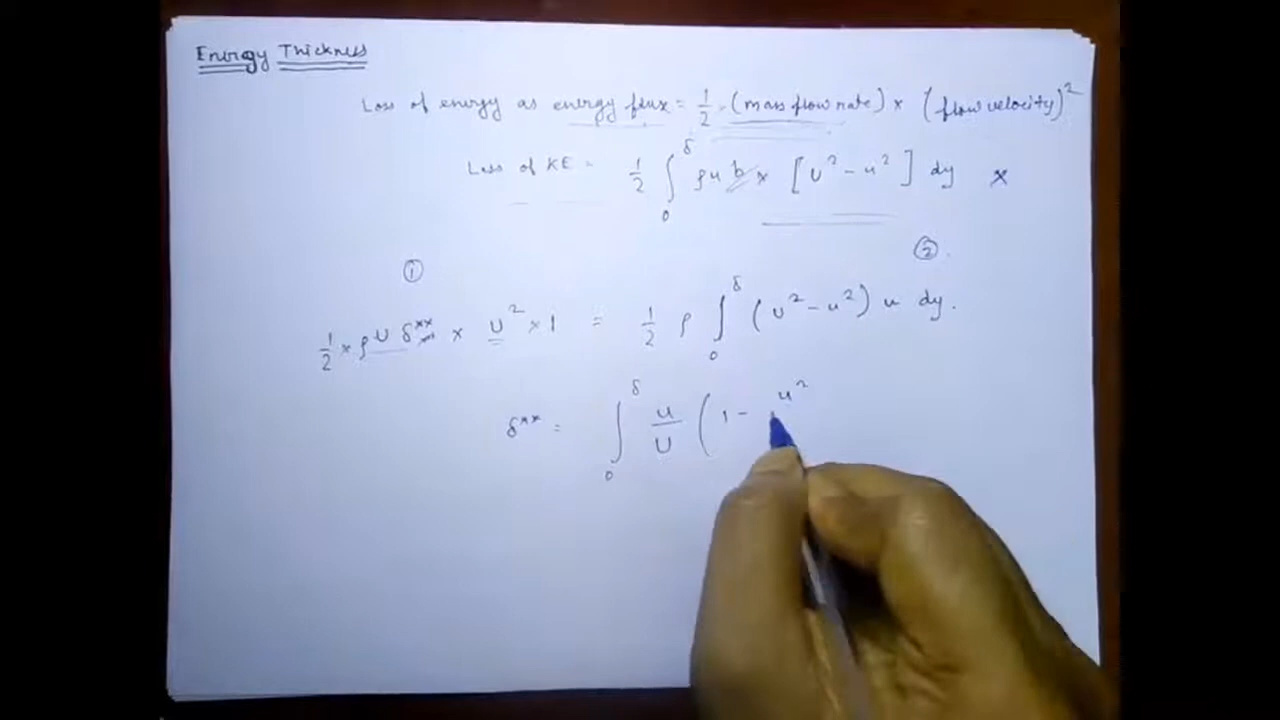 Energy Thickness
Loss of energy as energy flux = 1/2 . (mass flow rate) × (flow velocity)²
Loss of KE = 1/2 ∫₀^δ ρ u b × [U² - u²] dy ×
① ②
1/2 × ρ U δ** × U² × 1 = 1/2 ρ ∫₀^δ (U² - u²) u dy.
δ** = ∫₀^δ u/U (1 - u²